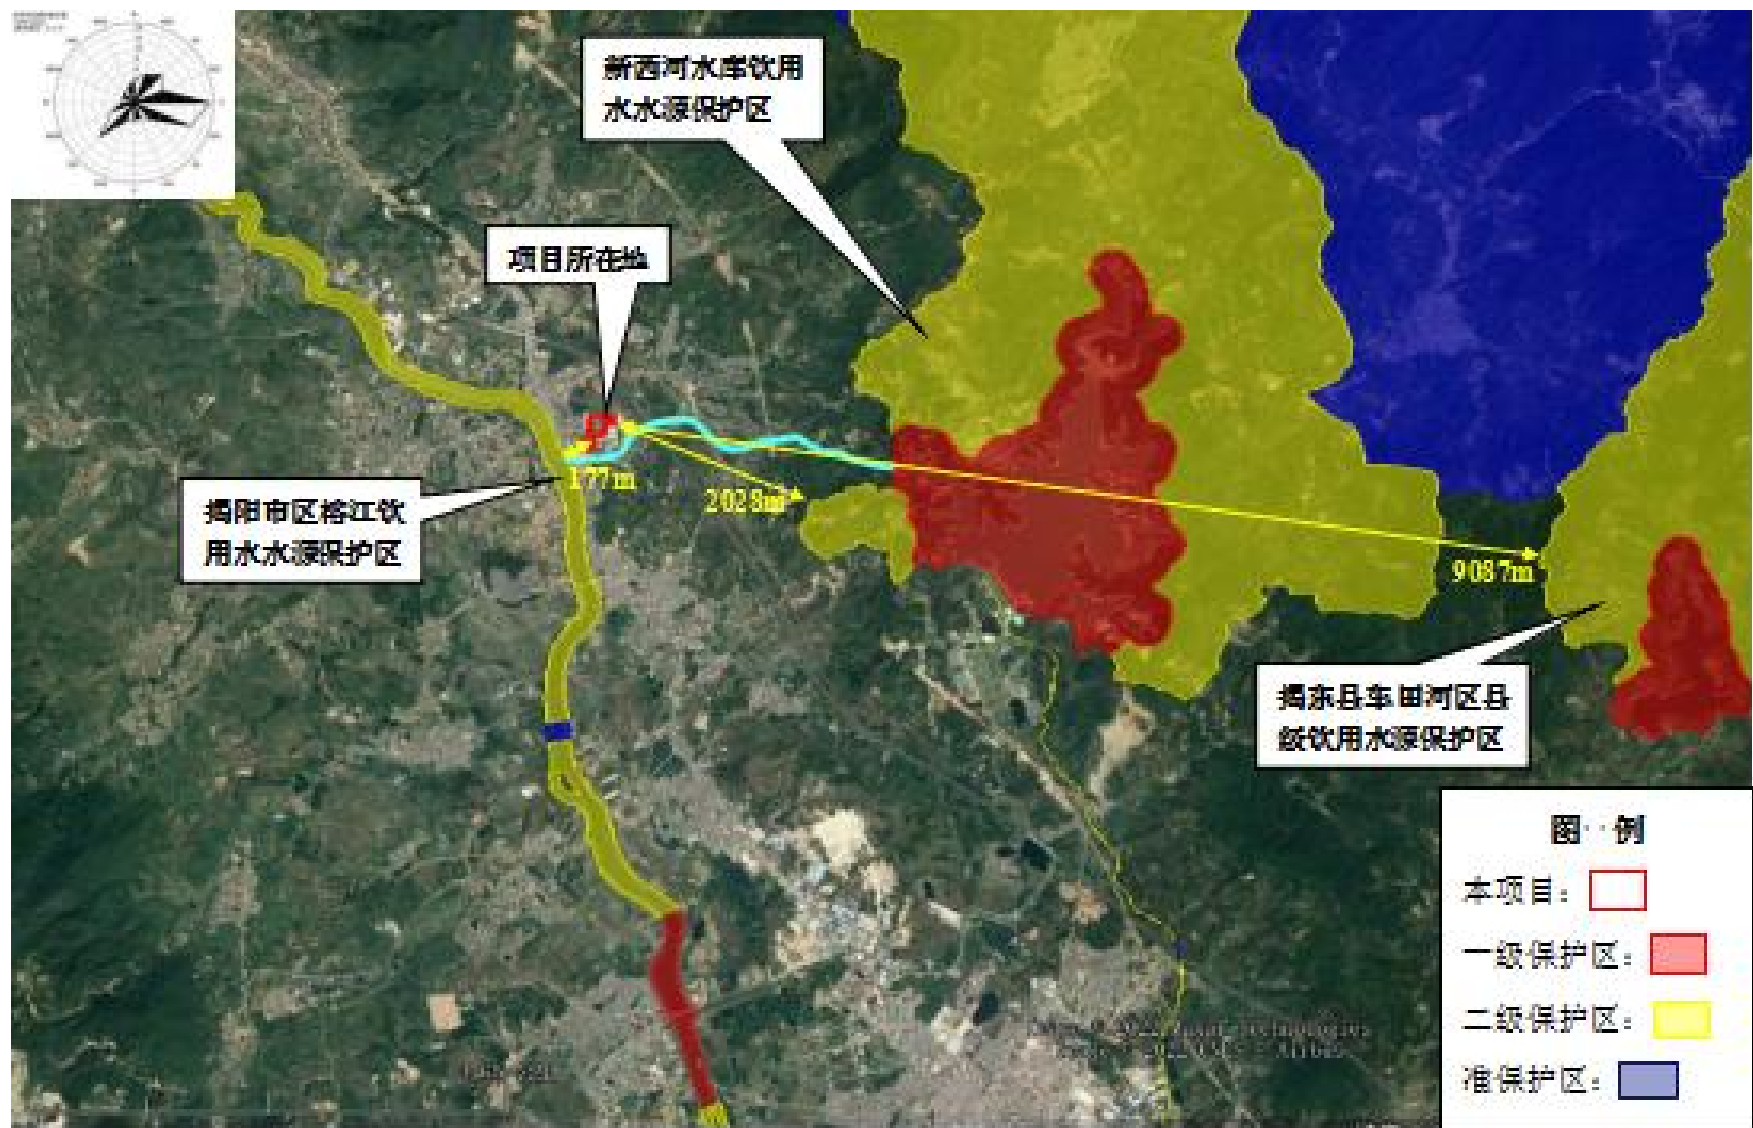 新西河水库饮用
水水源保护区
项目所在地
177m
2028m
揭阳市区榕江饮
用水水源保护区
9087m
揭东县车田河区县
级饮用水源保护区
图例
本项目：
一级保护区：
二级保护区：
准保护区：